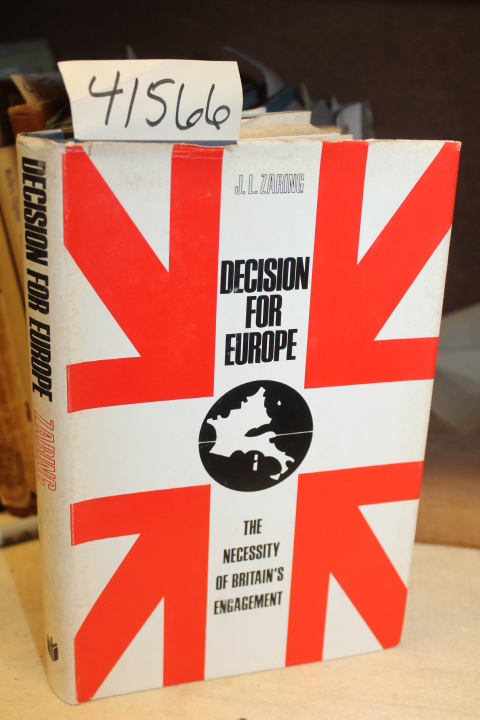 41566
J. L. ZARING
DECISION
FOR
EUROPE
THE
NECESSITY
OF BRITAIN'S
ENGAGEMENT
DECISION FOR EUROPE ZARING